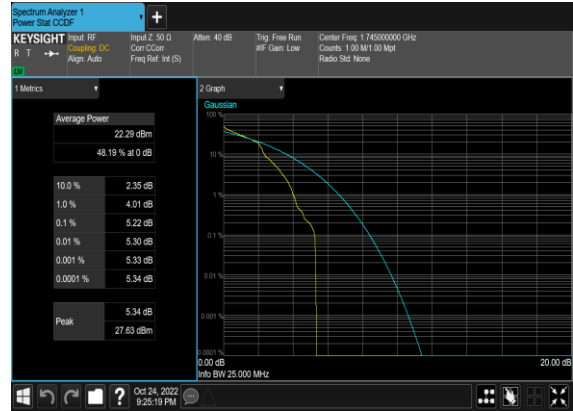 Spectrum Analyzer 1
Power Stat CCDF
KEYSIGHT
R T
LM
Input: RF
Coupling: DC
Align: Auto
Input Z: 50 Ω
Corr CCorr
Freq Ref: Int (S)
Atten: 40 dB
Trig: Free Run
#IF Gain: Low
Center Freq: 1.745000000 GHz
Counts: 1.00 M/1.00 Mpt
Radio Std: None
1 Metrics
Average Power
22.29 dBm
48.19 % at 0 dB
10.0 % 2.35 dB
1.0 % 4.01 dB
0.1 % 5.22 dB
0.01 % 5.30 dB
0.001 % 5.33 dB
0.0001 % 5.34 dB
Peak
5.34 dB
27.63 dBm
2 Graph
Gaussian
100 %
10 %
1 %
0.1 %
0.01 %
0.001 %
0.0001 %
0.00 dB
20.00 dB
Info BW 25.000 MHz
?
Oct 24, 2022
9:25:19 PM